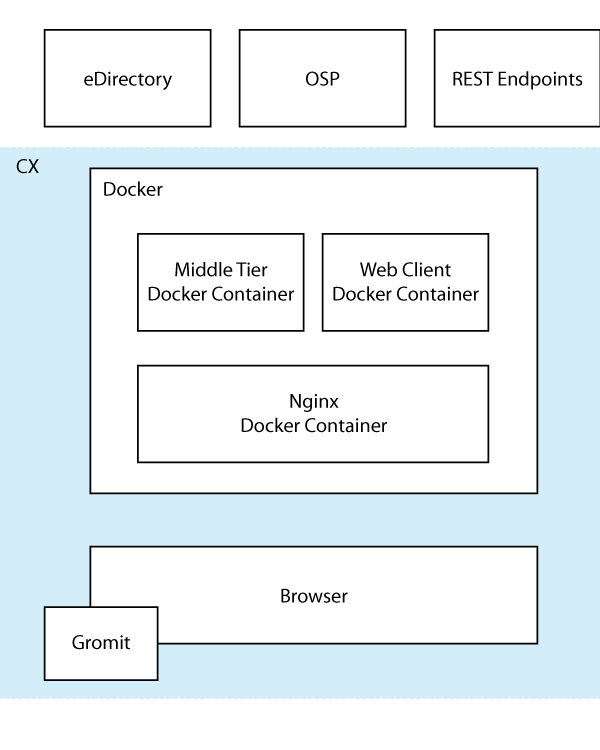 eDirectory
OSP
REST Endpoints
CX
Docker
Middle Tier
Docker Container
Web Client
Docker Container
Nginx
Docker Container
Browser
Gromit